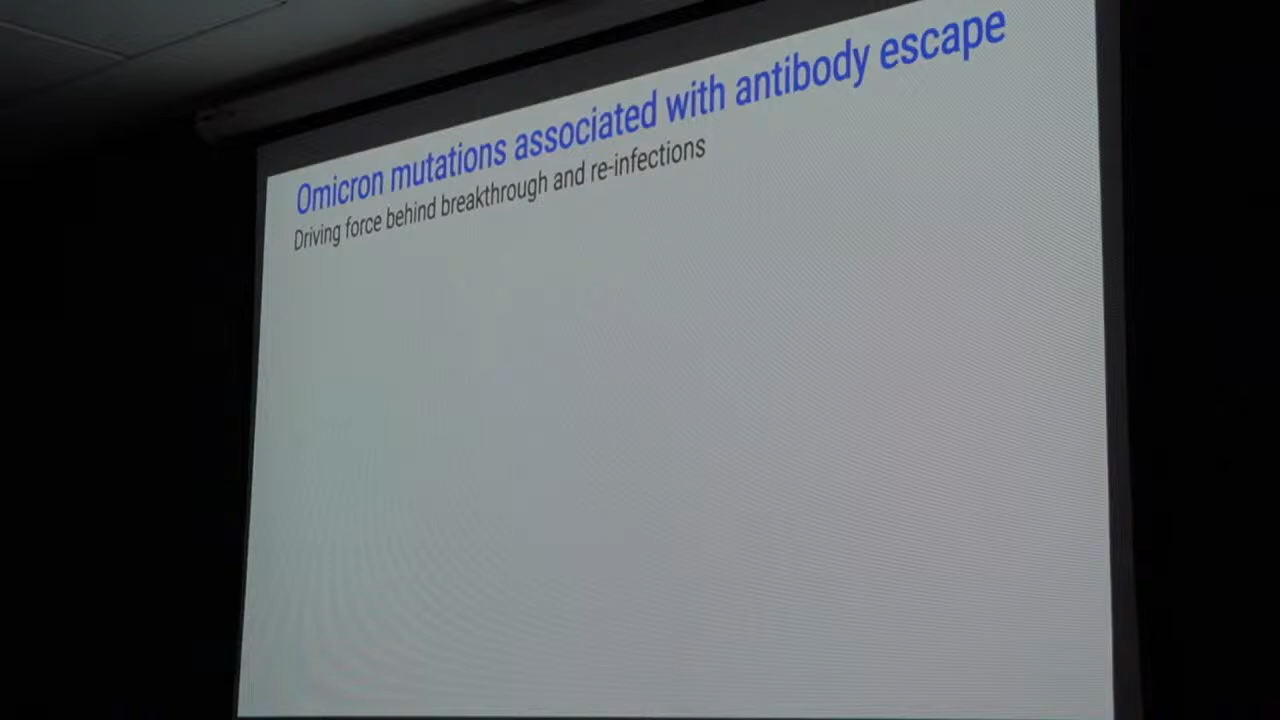 Omicron mutations associated with antibody escape
Driving force behind breakthrough and re-infections